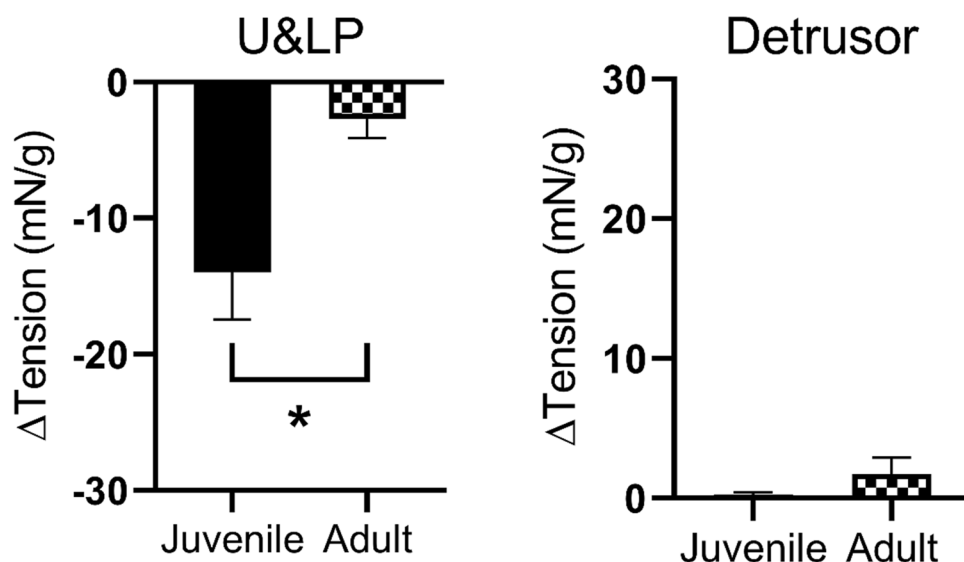 U&LP
ΔTension (mN/g)
0
-10
-20
-30
*
Juvenile Adult
Detrusor
ΔTension (mN/g)
30
20
10
0
Juvenile Adult